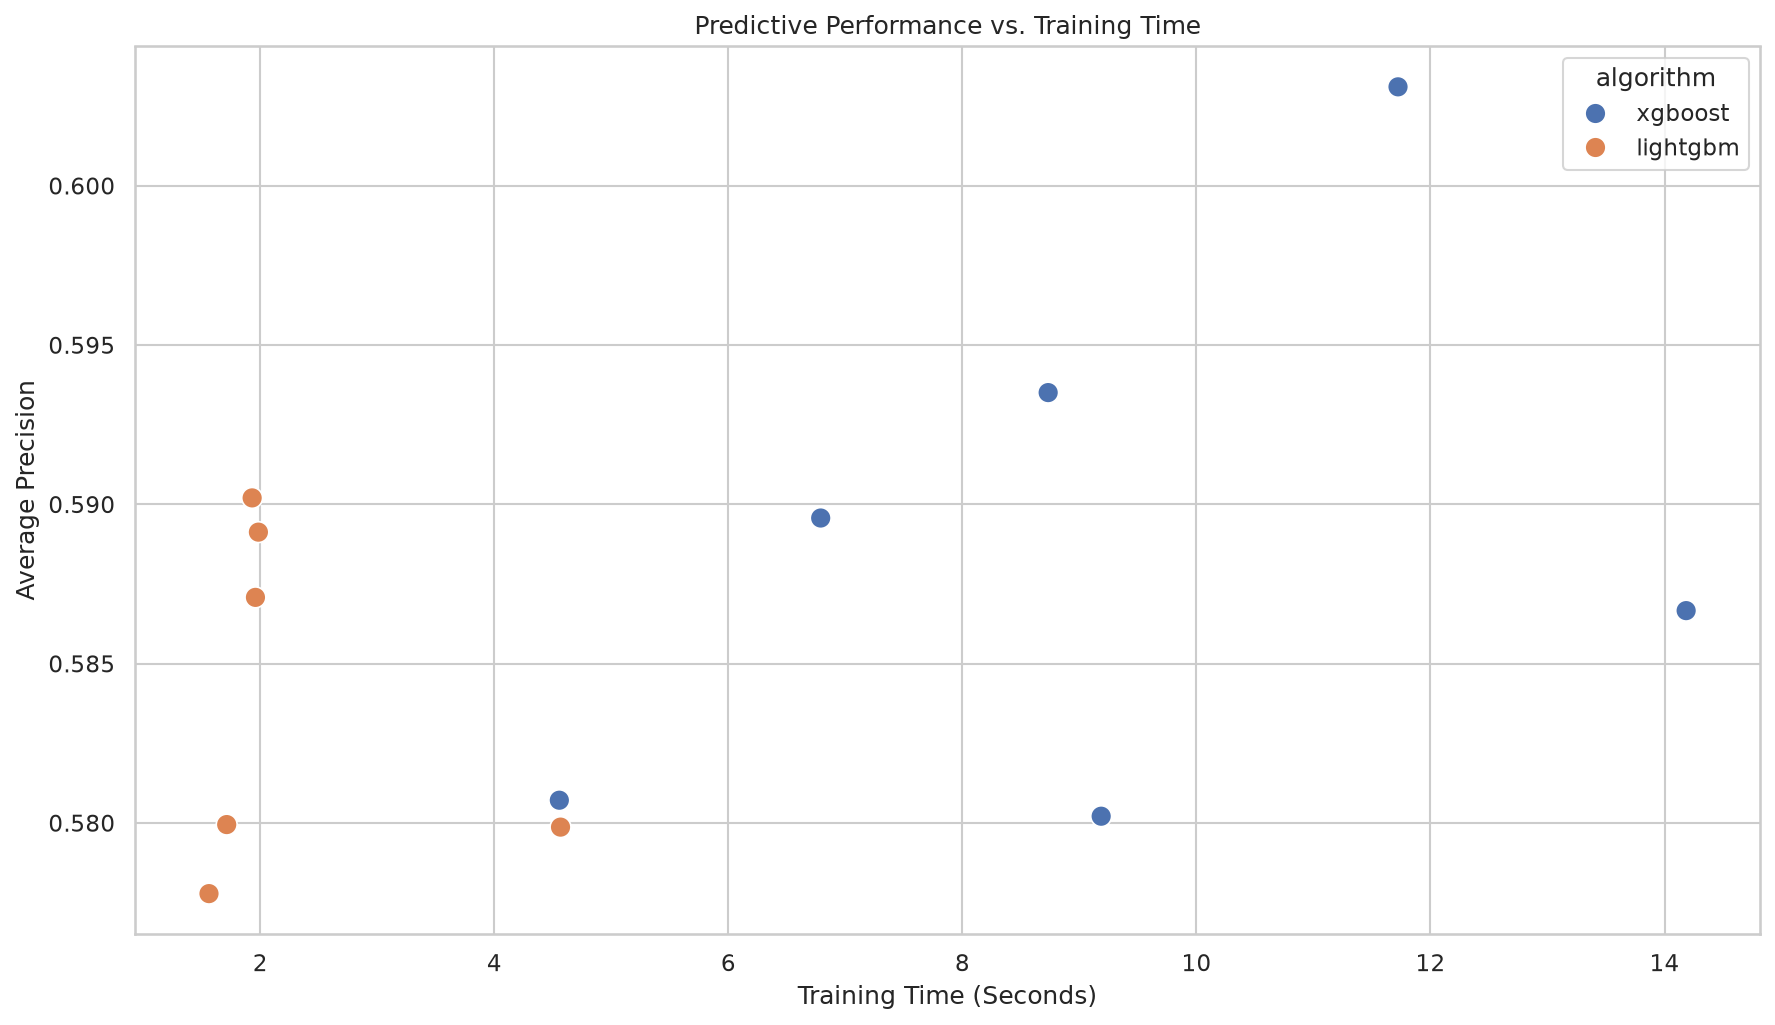 Predictive Performance vs. Training Time
algorithm
xgboost
lightgbm
Average Precision
0.600
0.595
0.590
0.585
0.580
2 4 6 8 10 12 14
Training Time (Seconds)